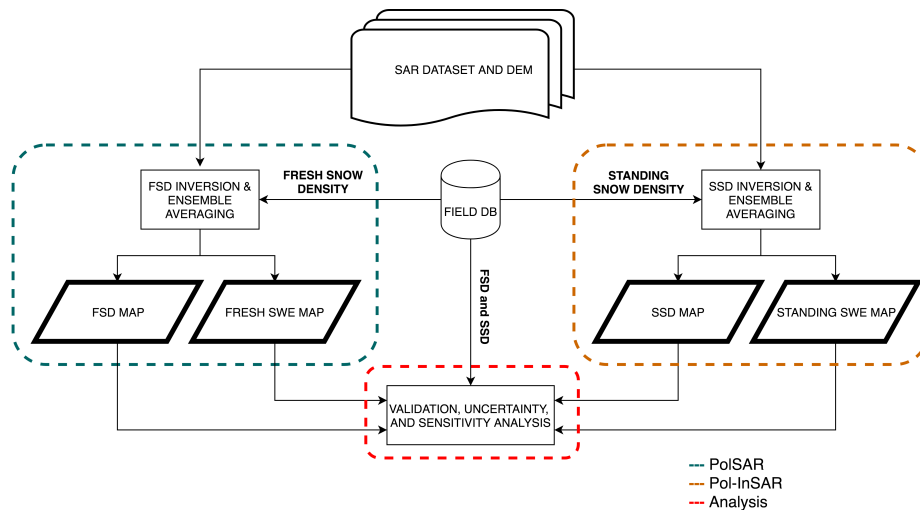 SAR DATASET AND DEM
FRESH SNOW
DENSITY
STANDING
SNOW DENSITY
FSD INVERSION &
ENSEMBLE
AVERAGING
FIELD DB
SSD INVERSION &
ENSEMBLE
AVERAGING
FSD and SSD
FSD MAP
FRESH SWE MAP
SSD MAP
STANDING SWE MAP
VALIDATION, UNCERTAINTY,
AND SENSITIVITY ANALYSIS
PolSAR
Pol-InSAR
Analysis